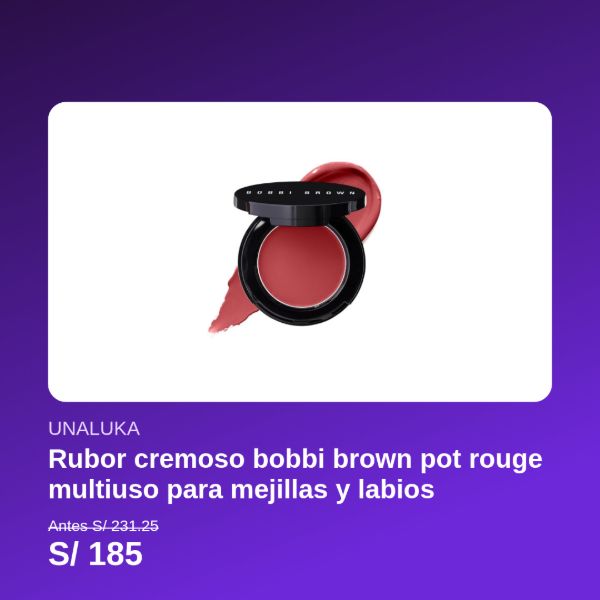 BOBBI BROWN
UNALUKA
Rubor cremoso bobbi brown pot rouge
multiuso para mejillas y labios
Antes S/ 231.25
S/ 185